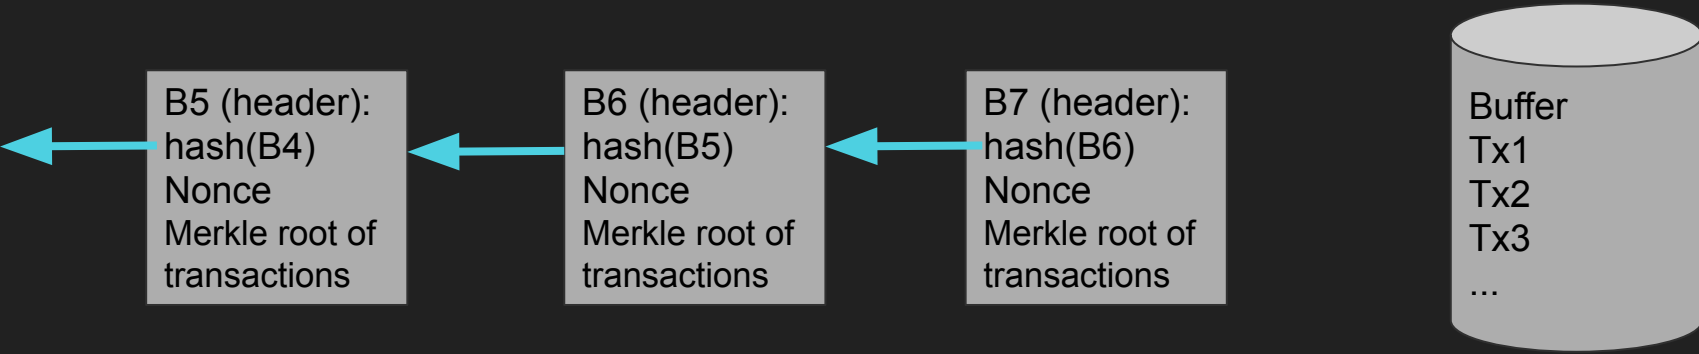 B5 (header):
hash(B4)
Nonce
Merkle root of
transactions
B6 (header):
hash(B5)
Nonce
Merkle root of
transactions
B7 (header):
hash(B6)
Nonce
Merkle root of
transactions
Buffer
Tx1
Tx2
Tx3
...